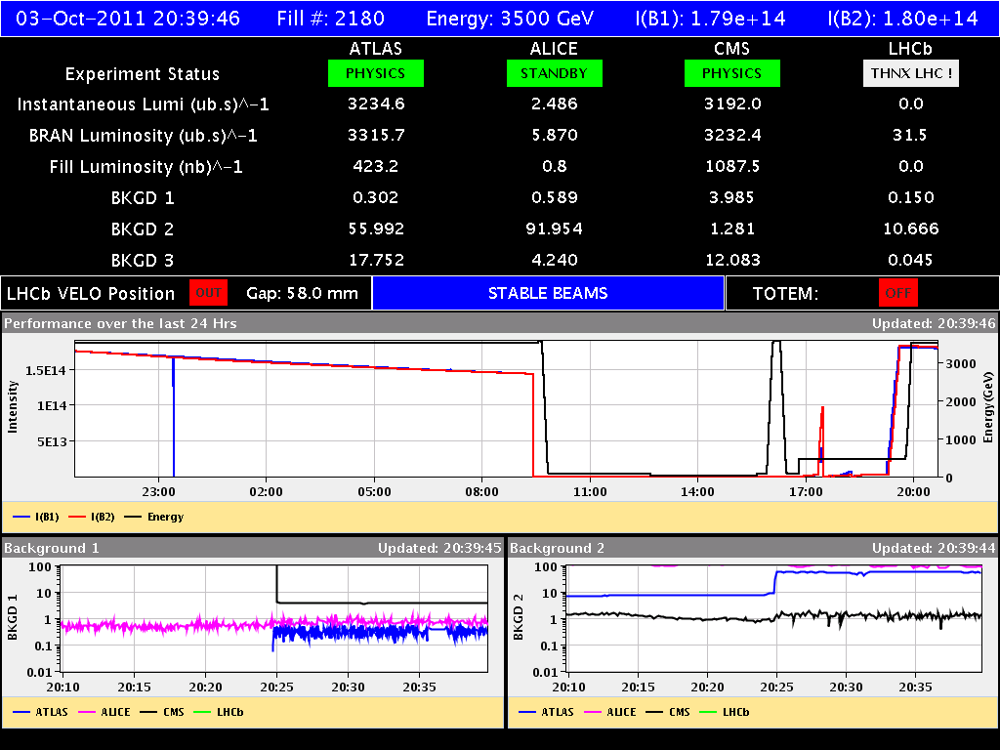 03-Oct-2011 20:39:46 Fill #: 2180 Energy: 3500 GeV I(B1): 1.79e+14 I(B2): 1.80e+14
ATLAS ALICE CMS LHCb
Experiment Status PHYSICS STANDBY PHYSICS THNX LHC !
Instantaneous Lumi (ub.s)^-1 3234.6 2.486 3192.0 0.0
BRAN Luminosity (ub.s)^-1 3315.7 5.870 3232.4 31.5
Fill Luminosity (nb)^-1 423.2 0.8 1087.5 0.0
BKGD 1 0.302 0.589 3.985 0.150
BKGD 2 55.992 91.954 1.281 10.666
BKGD 3 17.752 4.240 12.083 0.045
LHCb VELO Position OUT Gap: 58.0 mm STABLE BEAMS TOTEM: OFF
Performance over the last 24 Hrs Updated: 20:39:46
Intensity
1.5E14
1E14
5E13
3000
2000
1000
0
Energy(GeV)
23:00 02:00 05:00 08:00 11:00 14:00 17:00 20:00
I(B1) I(B2) Energy
Background 1 Updated: 20:39:45
BKGD 1
100
10
1
0.1
0.01
20:10 20:15 20:20 20:25 20:30 20:35
ATLAS ALICE CMS LHCb
Background 2 Updated: 20:39:44
BKGD 2
100
10
1
0.1
0.01
20:10 20:15 20:20 20:25 20:30 20:35
ATLAS ALICE CMS LHCb